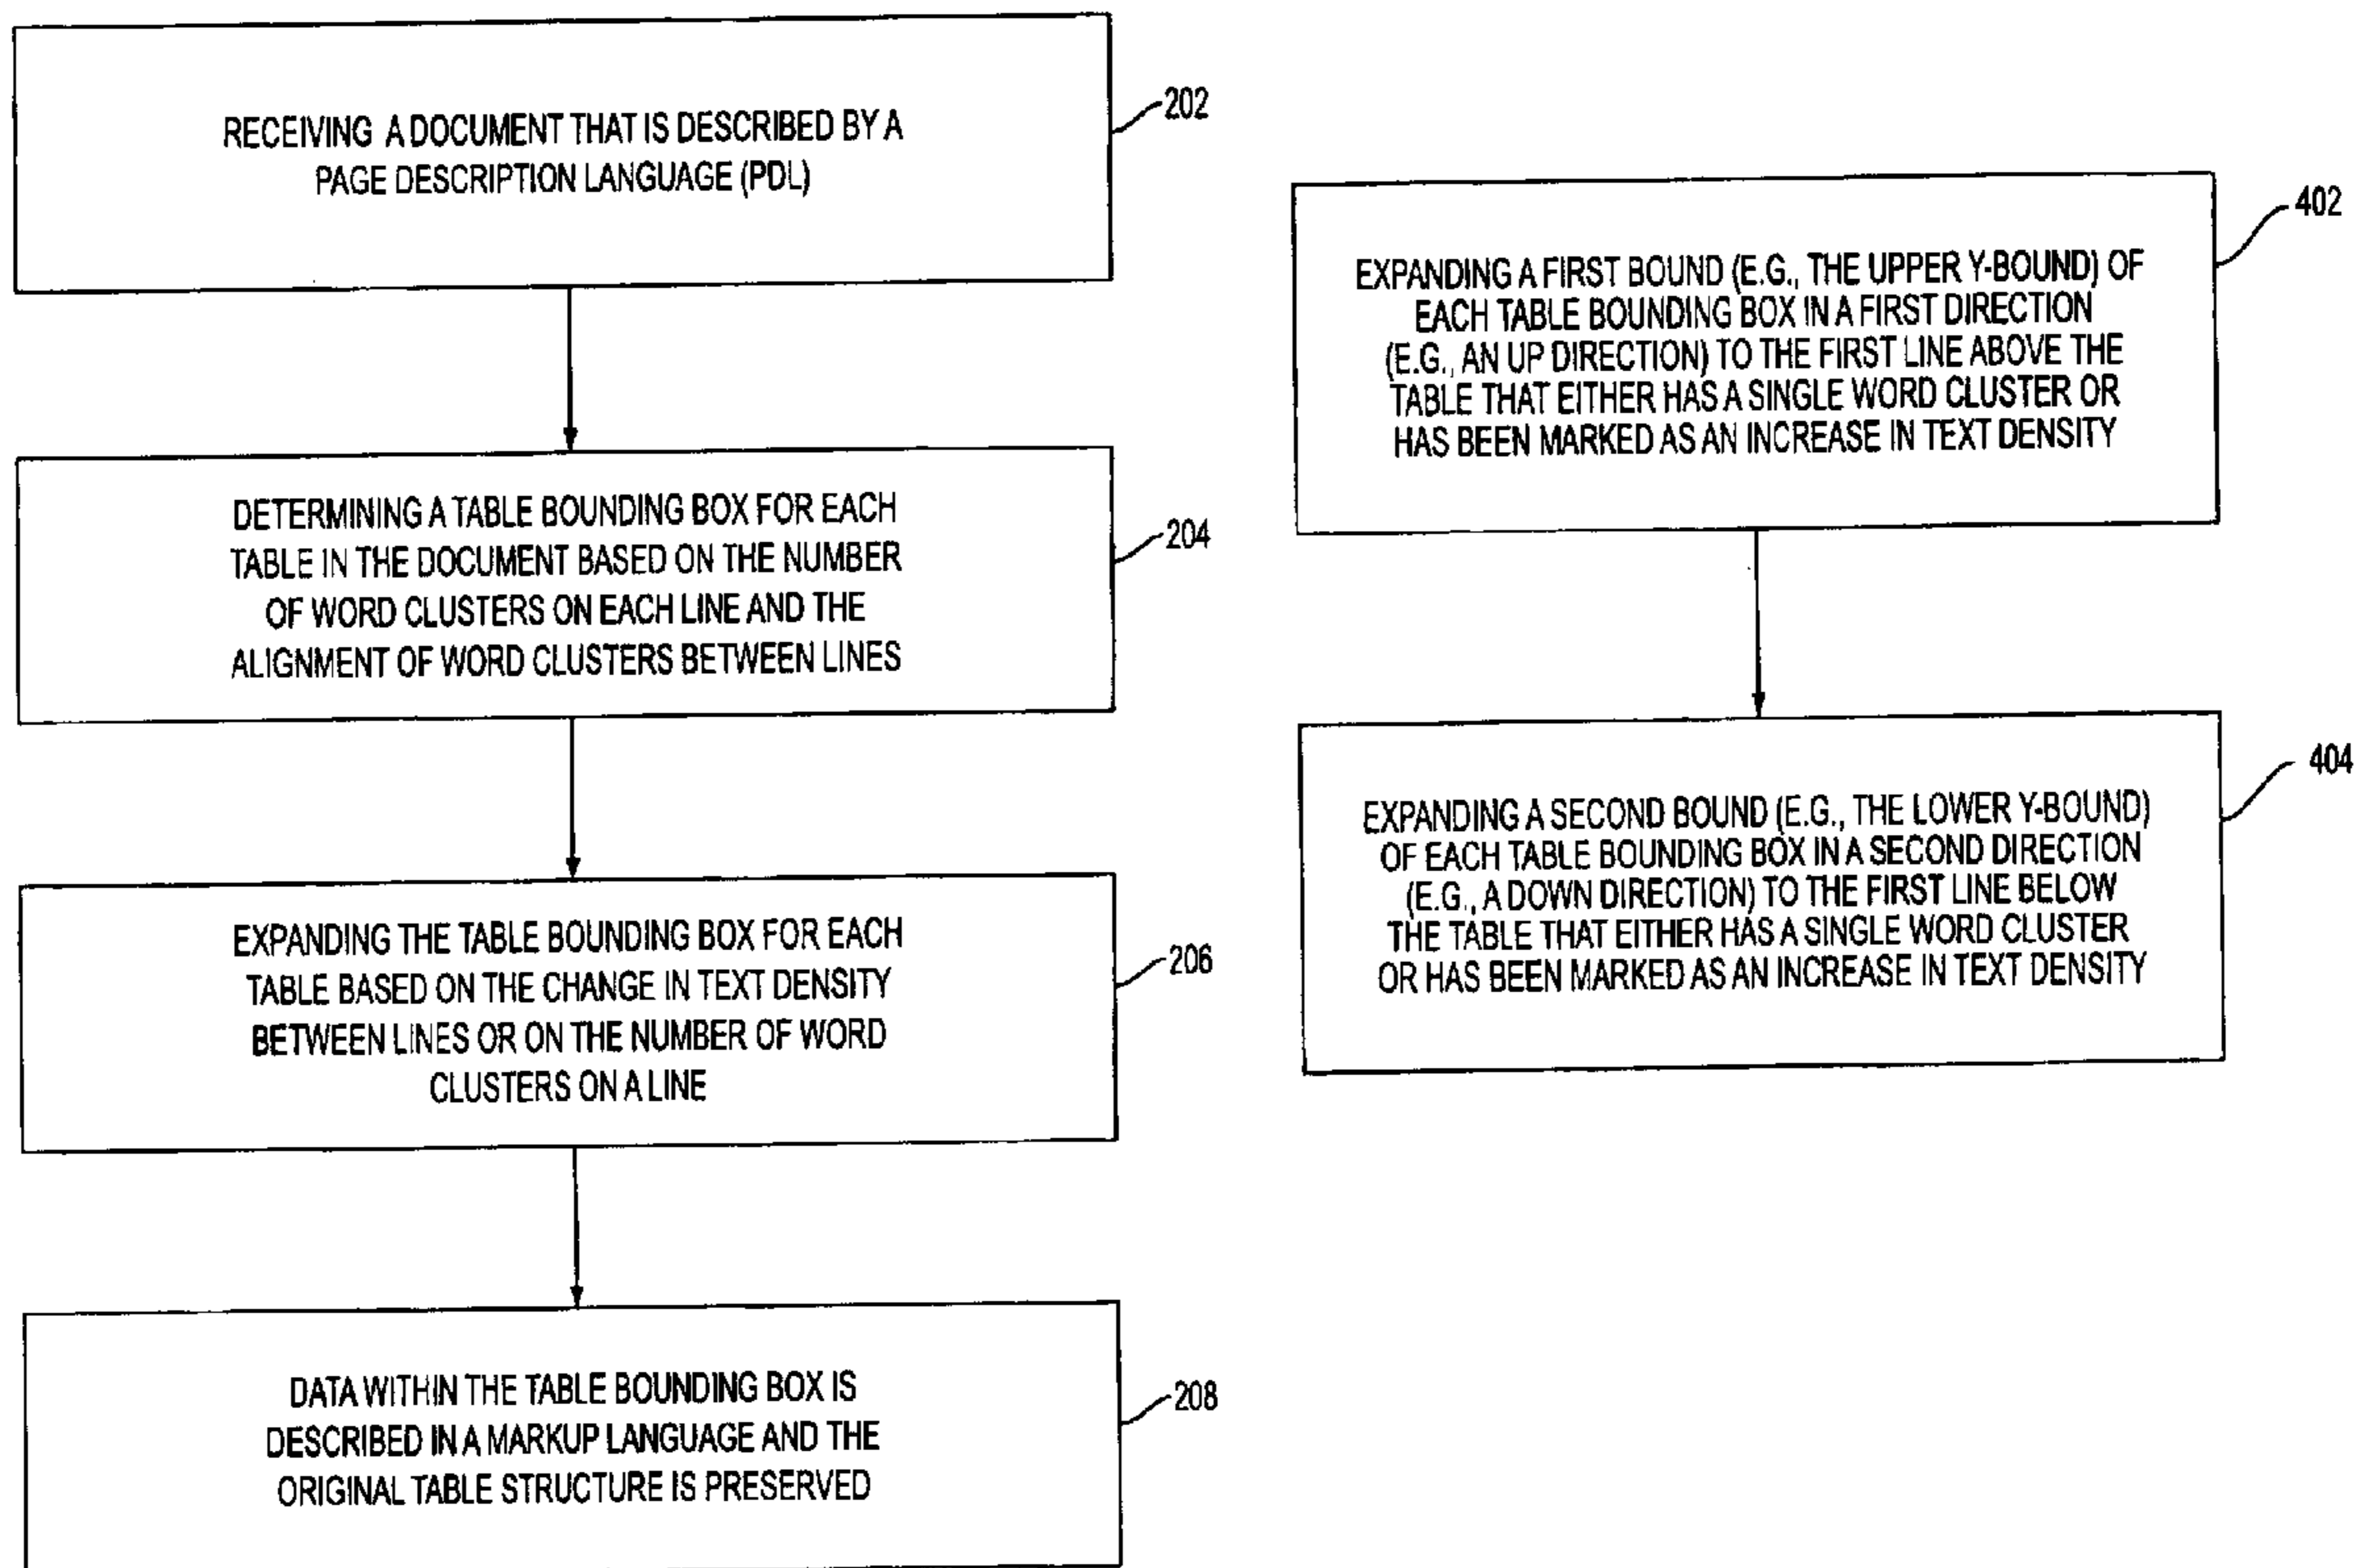 RECEIVING A DOCUMENT THAT IS DESCRIBED BY A
PAGE DESCRIPTION LANGUAGE (PDL)
202
DETERMINING A TABLE BOUNDING BOX FOR EACH
TABLE IN THE DOCUMENT BASED ON THE NUMBER
OF WORD CLUSTERS ON EACH LINE AND THE
ALIGNMENT OF WORD CLUSTERS BETWEEN LINES
204
EXPANDING THE TABLE BOUNDING BOX FOR EACH
TABLE BASED ON THE CHANGE IN TEXT DENSITY
BETWEEN LINES OR ON THE NUMBER OF WORD
CLUSTERS ON A LINE
206
DATA WITHIN THE TABLE BOUNDING BOX IS
DESCRIBED IN A MARKUP LANGUAGE AND THE
ORIGINAL TABLE STRUCTURE IS PRESERVED
208
EXPANDING A FIRST BOUND (E.G., THE UPPER Y-BOUND) OF
EACH TABLE BOUNDING BOX IN A FIRST DIRECTION
(E.G., AN UP DIRECTION) TO THE FIRST LINE ABOVE THE
TABLE THAT EITHER HAS A SINGLE WORD CLUSTER OR
HAS BEEN MARKED AS AN INCREASE IN TEXT DENSITY
402
EXPANDING A SECOND BOUND (E.G., THE LOWER Y-BOUND)
OF EACH TABLE BOUNDING BOX IN A SECOND DIRECTION
(E.G., A DOWN DIRECTION) TO THE FIRST LINE BELOW
THE TABLE THAT EITHER HAS A SINGLE WORD CLUSTER
OR HAS BEEN MARKED AS AN INCREASE IN TEXT DENSITY
404